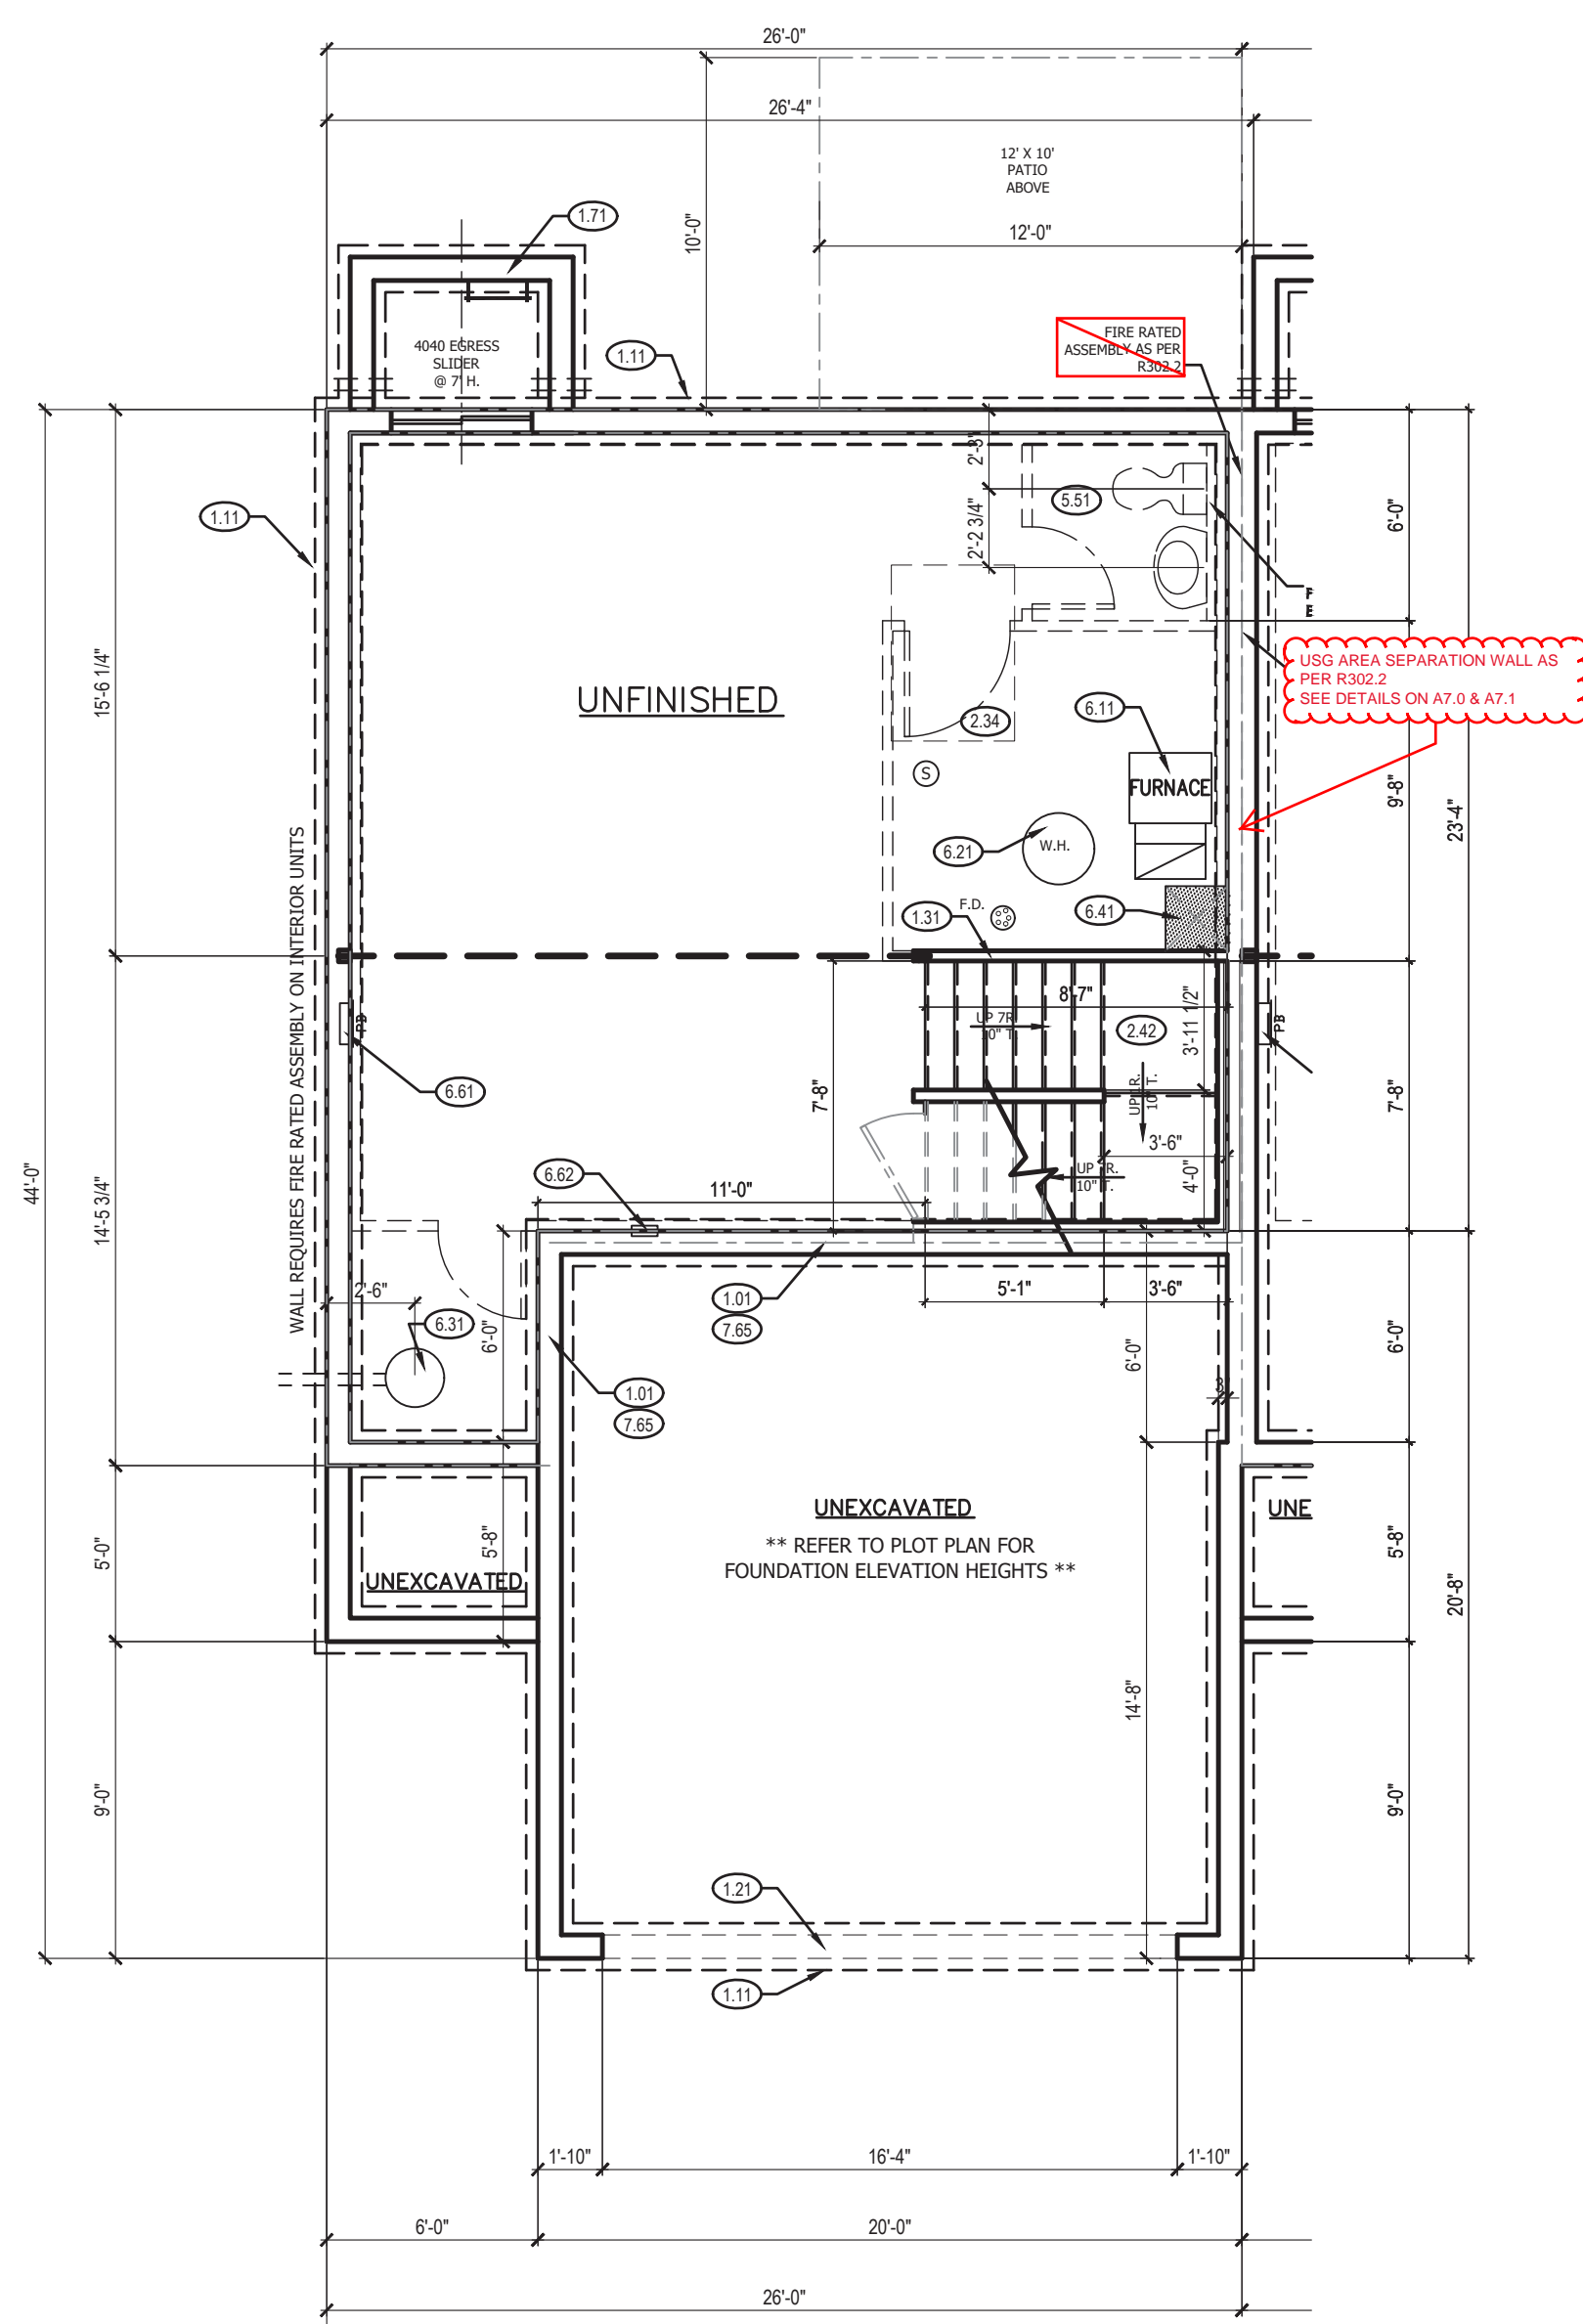 26'-0"
26'-4"
12' X 10'
PATIO
ABOVE
1.71
10'-0"
12'-0"
FIRE RATED
ASSEMBLY AS PER
R302.2
4040 EGRESS
SLIDER
@ 7' H.
1.11
2'-3"
5.51
1.11
2'-2 3/4"
6'-0"
USG AREA SEPARATION WALL AS
PER R302.2
SEE DETAILS ON A7.0 & A7.1
15'-6 1/4"
UNFINISHED
6.11
2.34
S
FURNACE
9'-8"
23'-4"
6.21
W.H.
F.D.
1.31
6.41
WALL REQUIRES FIRE RATED ASSEMBLY ON INTERIOR UNITS
8'-7"
UP 7R
10" T.
2.42
3'-11 1/2"
PB
PB
6.61
7'-8"
7'-8"
10" T.
3'-6"
44'-0"
14'-5 3/4"
6.62
11'-0"
UP R.
10" T.
4'-0"
2'-6"
6.31
6'-0"
1.01
7.65
5'-1"
3'-6"
6'-0"
6'-0"
3"
1.01
7.65
UNEXCAVATED
** REFER TO PLOT PLAN FOR
FOUNDATION ELEVATION HEIGHTS **
UNE
5'-0"
5'-8"
5'-8"
UNEXCAVATED
20'-8"
14'-8"
9'-0"
9'-0"
1.21
1.11
1'-10"
16'-4"
1'-10"
6'-0"
20'-0"
26'-0"